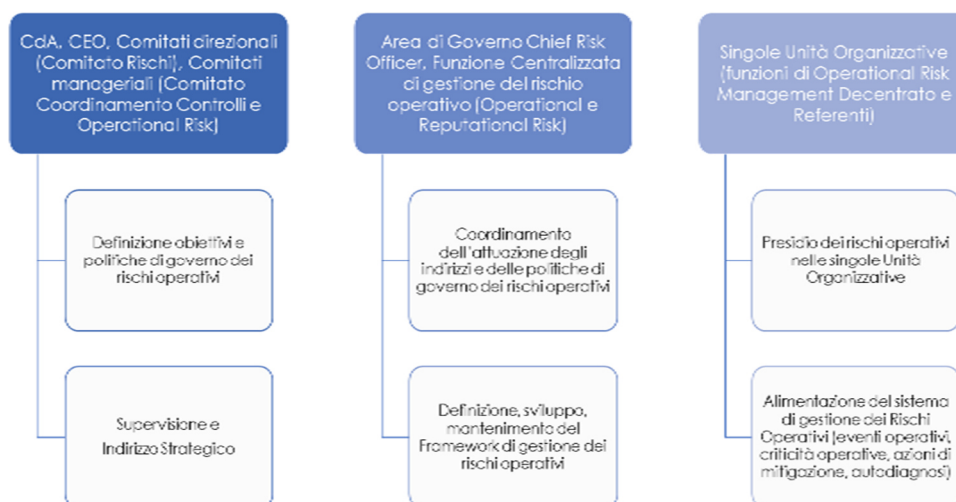 CdA, CEO, Comitati direzionali
(Comitato Rischi), Comitati
manageriali (Comitato
Coordinamento Controlli e
Operational Risk)
Definizione obiettivi e
politiche di governo dei
rischi operativi
Supervisione e
Indirizzo Strategico
Area di Governo Chief Risk
Officer, Funzione Centralizzata
di gestione del rischio
operativo (Operational e
Reputational Risk)
Coordinamento
dell'attuazione degli
indirizzi e delle politiche di
governo dei rischi operativi
Definizione, sviluppo,
mantenimento del
Framework di gestione dei
rischi operativi
Singole Unità Organizzative
(funzioni di Operational Risk
Management Decentrato e
Referenti)
Presidio dei rischi operativi
nelle singole Unità
Organizzative
Alimentazione del sistema
di gestione dei Rischi
Operativi (eventi operativi,
criticità operative, azioni di
mitigazione, autodiagnosi)